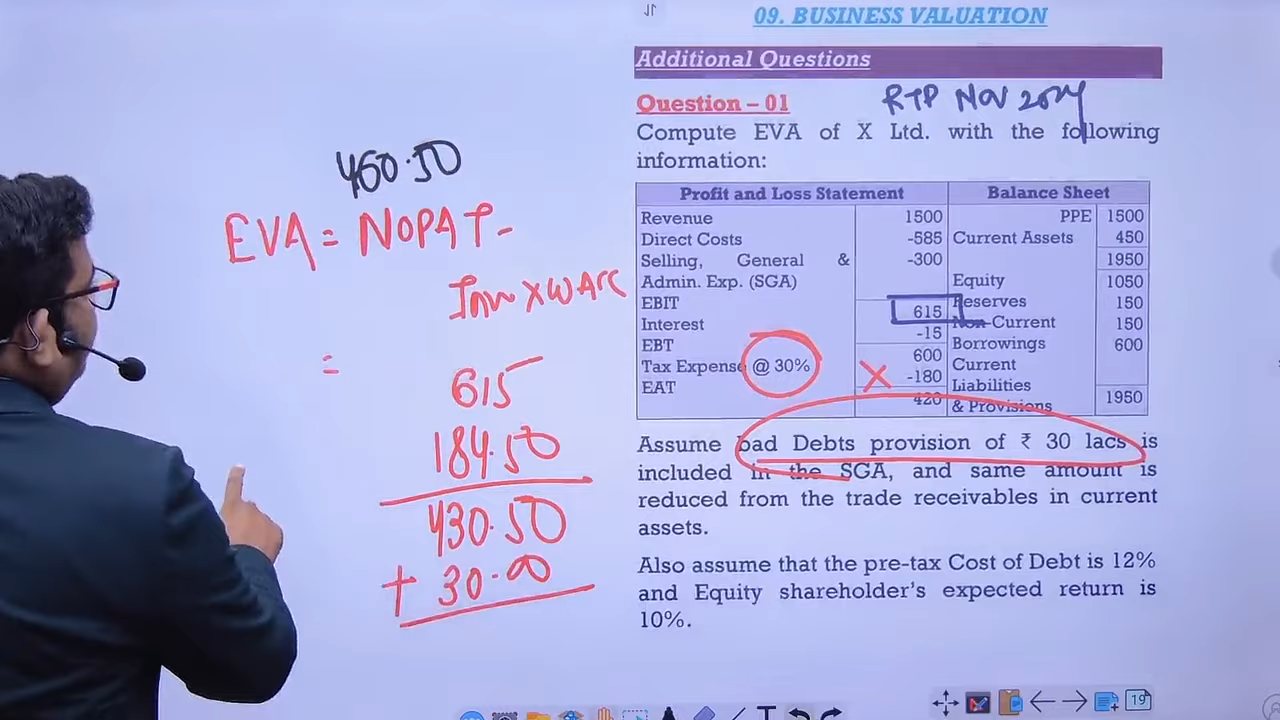 09. BUSINESS VALUATION
Additional Questions
Question – 01
RTP Nov 2024
Compute EVA of X Ltd. with the following
information:
Profit and Loss Statement Balance Sheet
Revenue 1500 PPE 1500
Direct Costs -585 Current Assets 450
Selling, General & -300 1950
Admin. Exp. (SGA) Equity 1050
EBIT 615 Reserves 150
Interest -15 Non Current 150
EBT 600 Borrowings 600
Tax Expense @ 30% -180 Current
EAT 420 Liabilities
& Provisions 1950
Assume bad Debts provision of ₹ 30 lacs is
included in the SGA, and same amount is
reduced from the trade receivables in current
assets.
Also assume that the pre-tax Cost of Debt is 12%
and Equity shareholder's expected return is
10%.
460.50
EVA = NOPAT -
Inv X WACC
=
615
184.50
430.50
+ 30.00
19